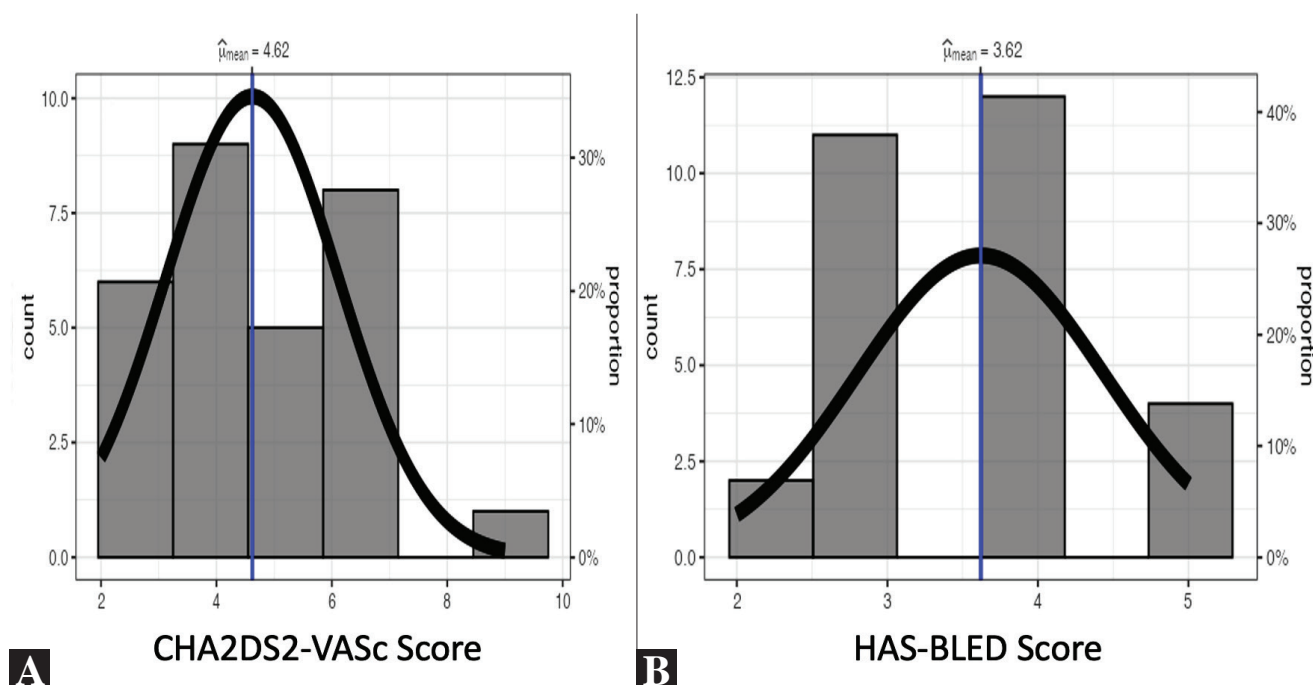 μ̂mean = 4.62
10.0
7.5
5.0
2.5
0.0
count
30%
20%
10%
0%
proportion
2
4
6
8
10
CHA2DS2-VASc Score
A
μ̂mean = 3.62
12.5
10.0
7.5
5.0
2.5
0.0
count
40%
30%
20%
10%
0%
proportion
2
3
4
5
HAS-BLED Score
B